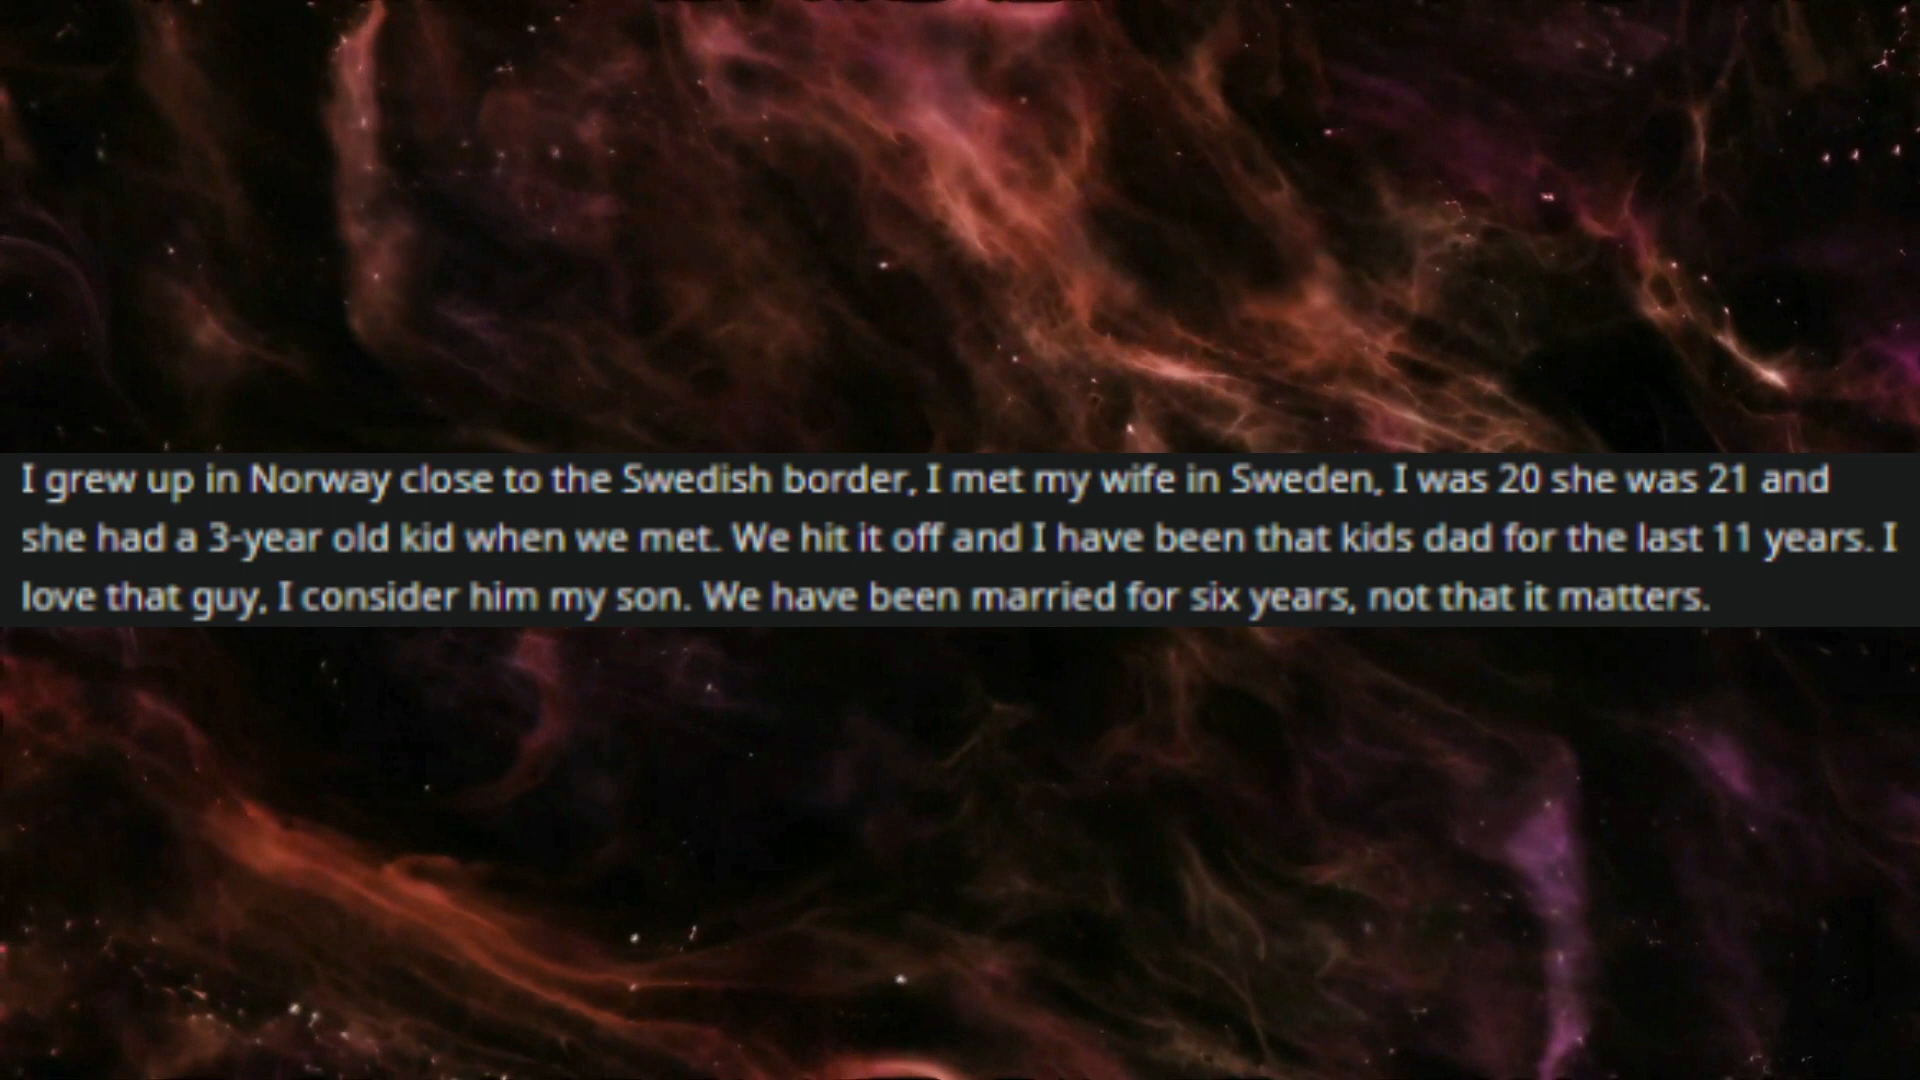 I grew up in Norway close to the Swedish border, I met my wife in Sweden, I was 20 she was 21 and
she had a 3-year old kid when we met. We hit it off and I have been that kids dad for the last 11 years. I
love that guy, I consider him my son. We have been married for six years, not that it matters.